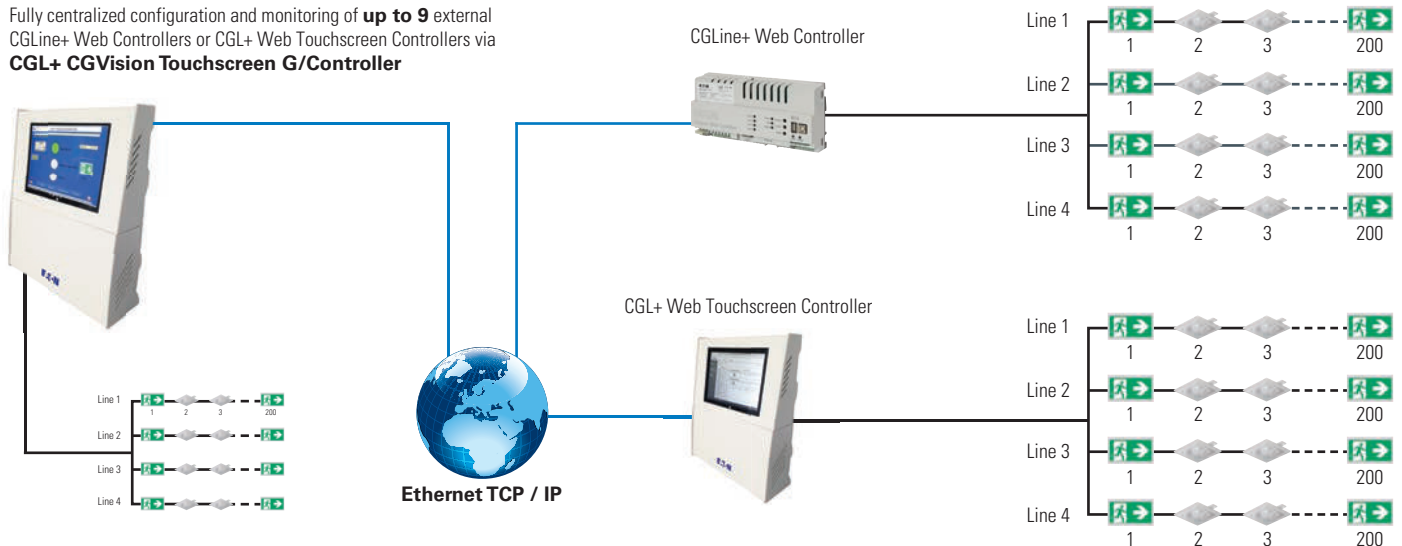 Fully centralized configuration and monitoring of up to 9 external
CGLine+ Web Controllers or CGL+ Web Touchscreen Controllers via
CGL+ CGVision Touchscreen G/Controller
EATON
Line 1
1 2 3 200
Line 2
Line 3
Line 4
Ethernet TCP / IP
CGLine+ Web Controller
EATON
Line 1
1 2 3 200
Line 2
1 2 3 200
Line 3
1 2 3 200
Line 4
1 2 3 200
CGL+ Web Touchscreen Controller
EATON
Line 1
1 2 3 200
Line 2
1 2 3 200
Line 3
1 2 3 200
Line 4
1 2 3 200